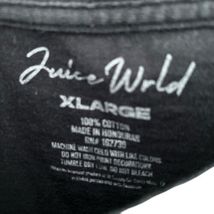 Juice Wrld
XLARGE
100% COTTON
MADE IN HONDURAS
RN# 162739
MACHINE WASH COLD WITH LIKE COLORS
DO NOT IRON PRINT DECORATION
TUMBLE DRY LOW. DO NOT BLEACH